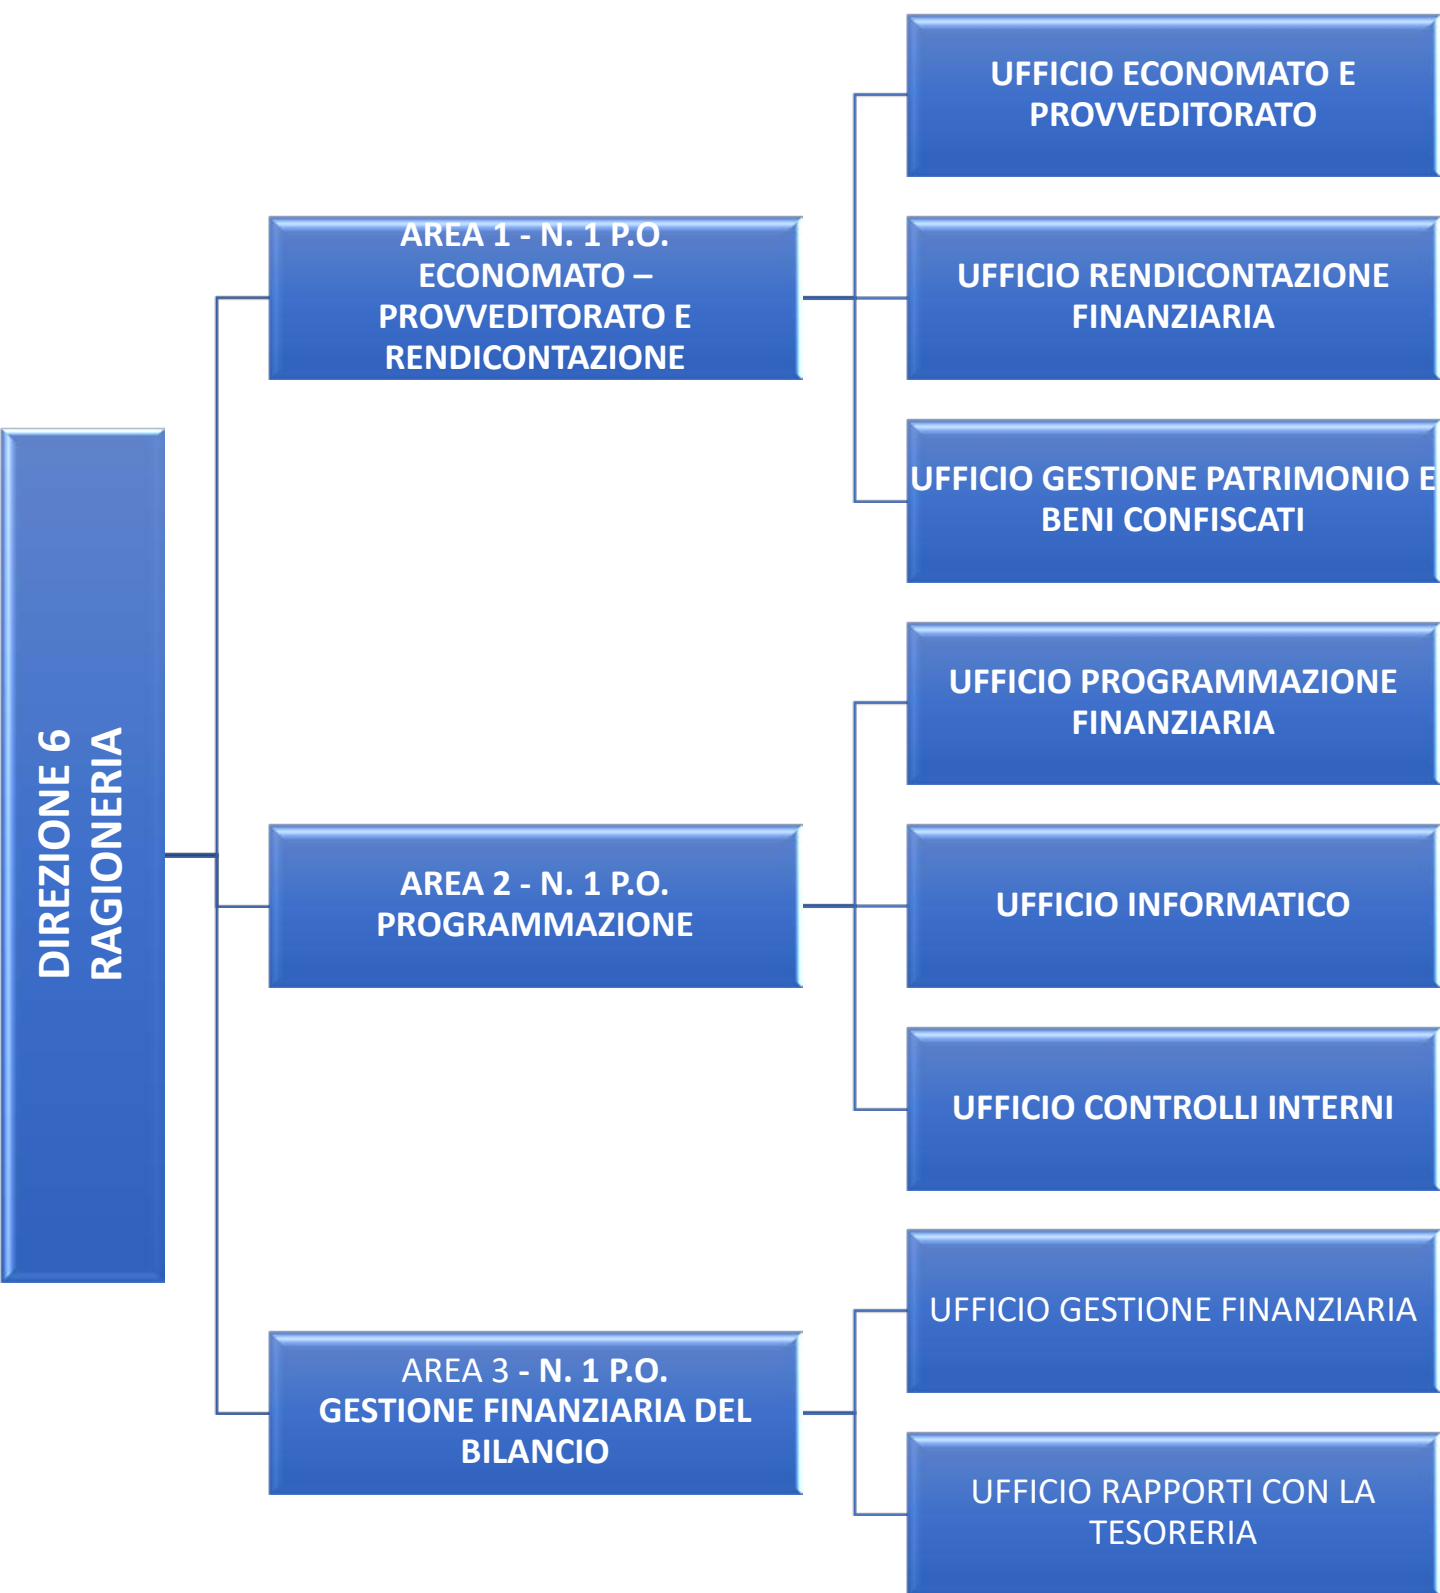 DIREZIONE 6
RAGIONERIA
AREA 1 - N. 1 P.O.
ECONOMATO –
PROVVEDITORATO E
RENDICONTAZIONE
UFFICIO ECONOMATO E
PROVVEDITORATO
UFFICIO RENDICONTAZIONE
FINANZIARIA
UFFICIO GESTIONE PATRIMONIO E
BENI CONFISCATI
AREA 2 - N. 1 P.O.
PROGRAMMAZIONE
UFFICIO PROGRAMMAZIONE
FINANZIARIA
UFFICIO INFORMATICO
UFFICIO CONTROLLI INTERNI
AREA 3 - N. 1 P.O.
GESTIONE FINANZIARIA DEL
BILANCIO
UFFICIO GESTIONE FINANZIARIA
UFFICIO RAPPORTI CON LA
TESORERIA